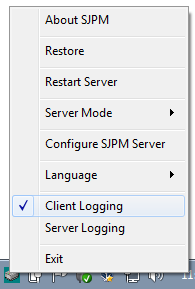 About SJPM
Restore
Restart Server
Server Mode
Configure SJPM Server
Language
Client Logging
Server Logging
Exit